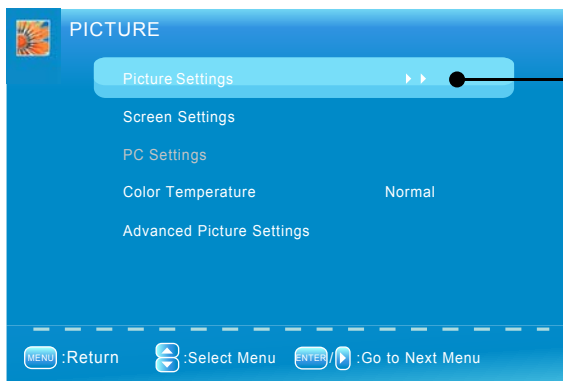 PICTURE
Picture Settings
Screen Settings
PC Settings
Color Temperature Normal
Advanced Picture Settings
MENU :Return :Select Menu ENTER / :Go to Next Menu